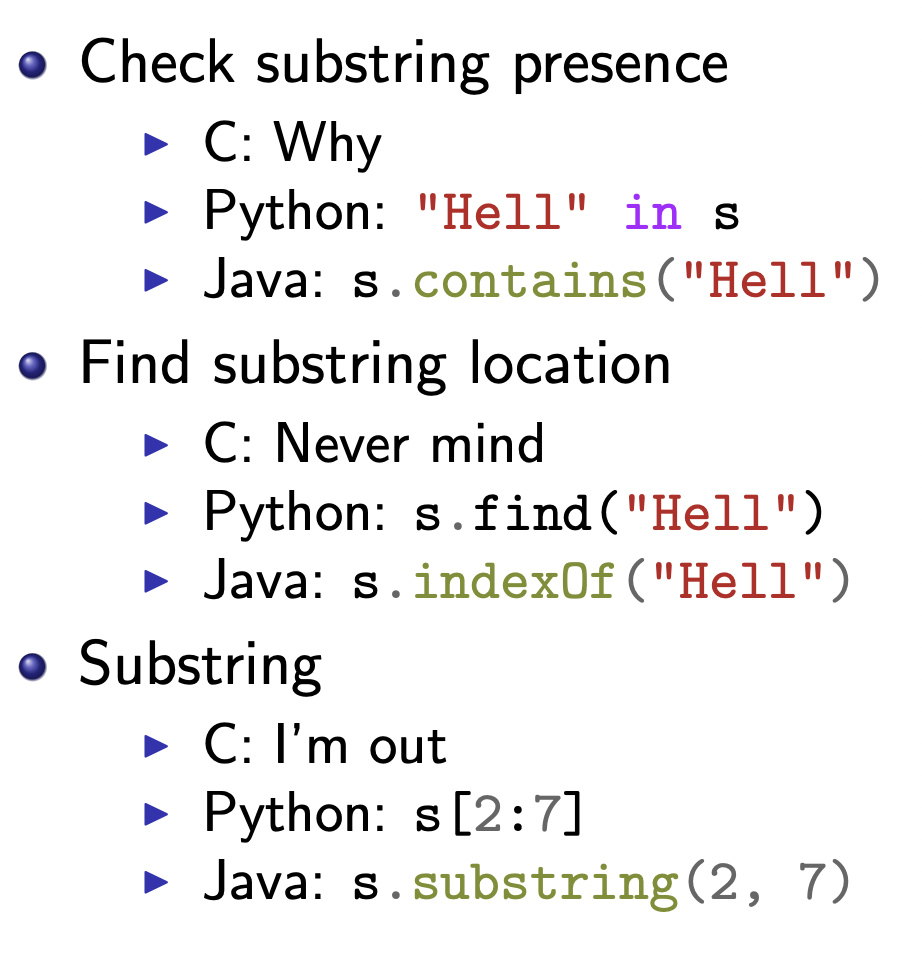 Check substring presence
C: Why
Python: "Hell" in s
Java: s.contains("Hell")
Find substring location
C: Never mind
Python: s.find("Hell")
Java: s.indexOf("Hell")
Substring
C: I'm out
Python: s[2:7]
Java: s.substring(2, 7)